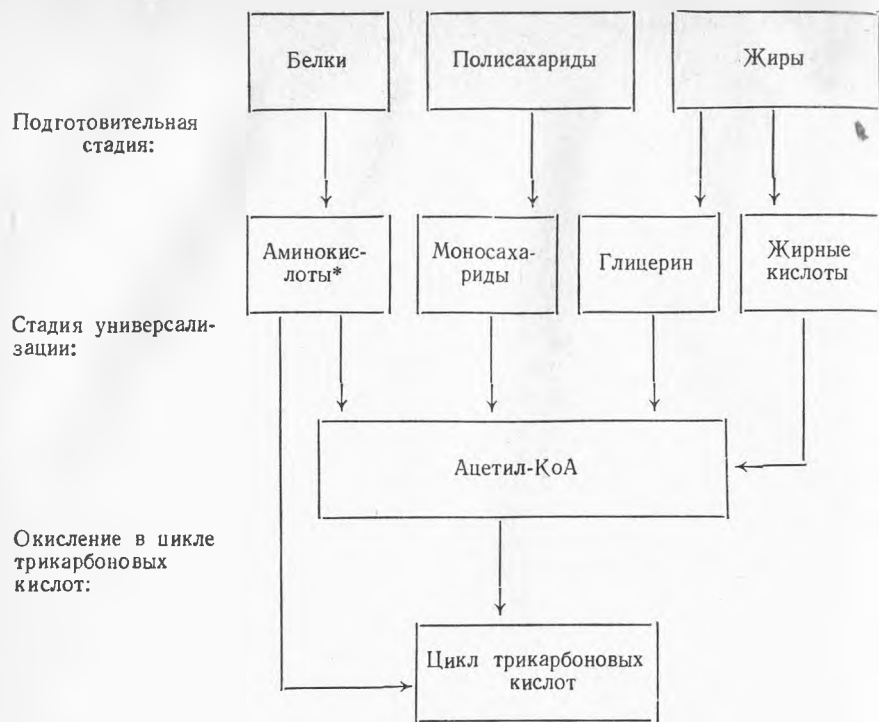 Белки
Полисахариды
Жиры
Подготовительная
стадия:
Аминокис-
лоты*
Моносаха-
риды
Глицерин
Жирные
кислоты
Стадия универсали-
зации:
Ацетил-КоА
Окисление в цикле
трикарбоновых
кислот:
Цикл трикарбоновых
кислот